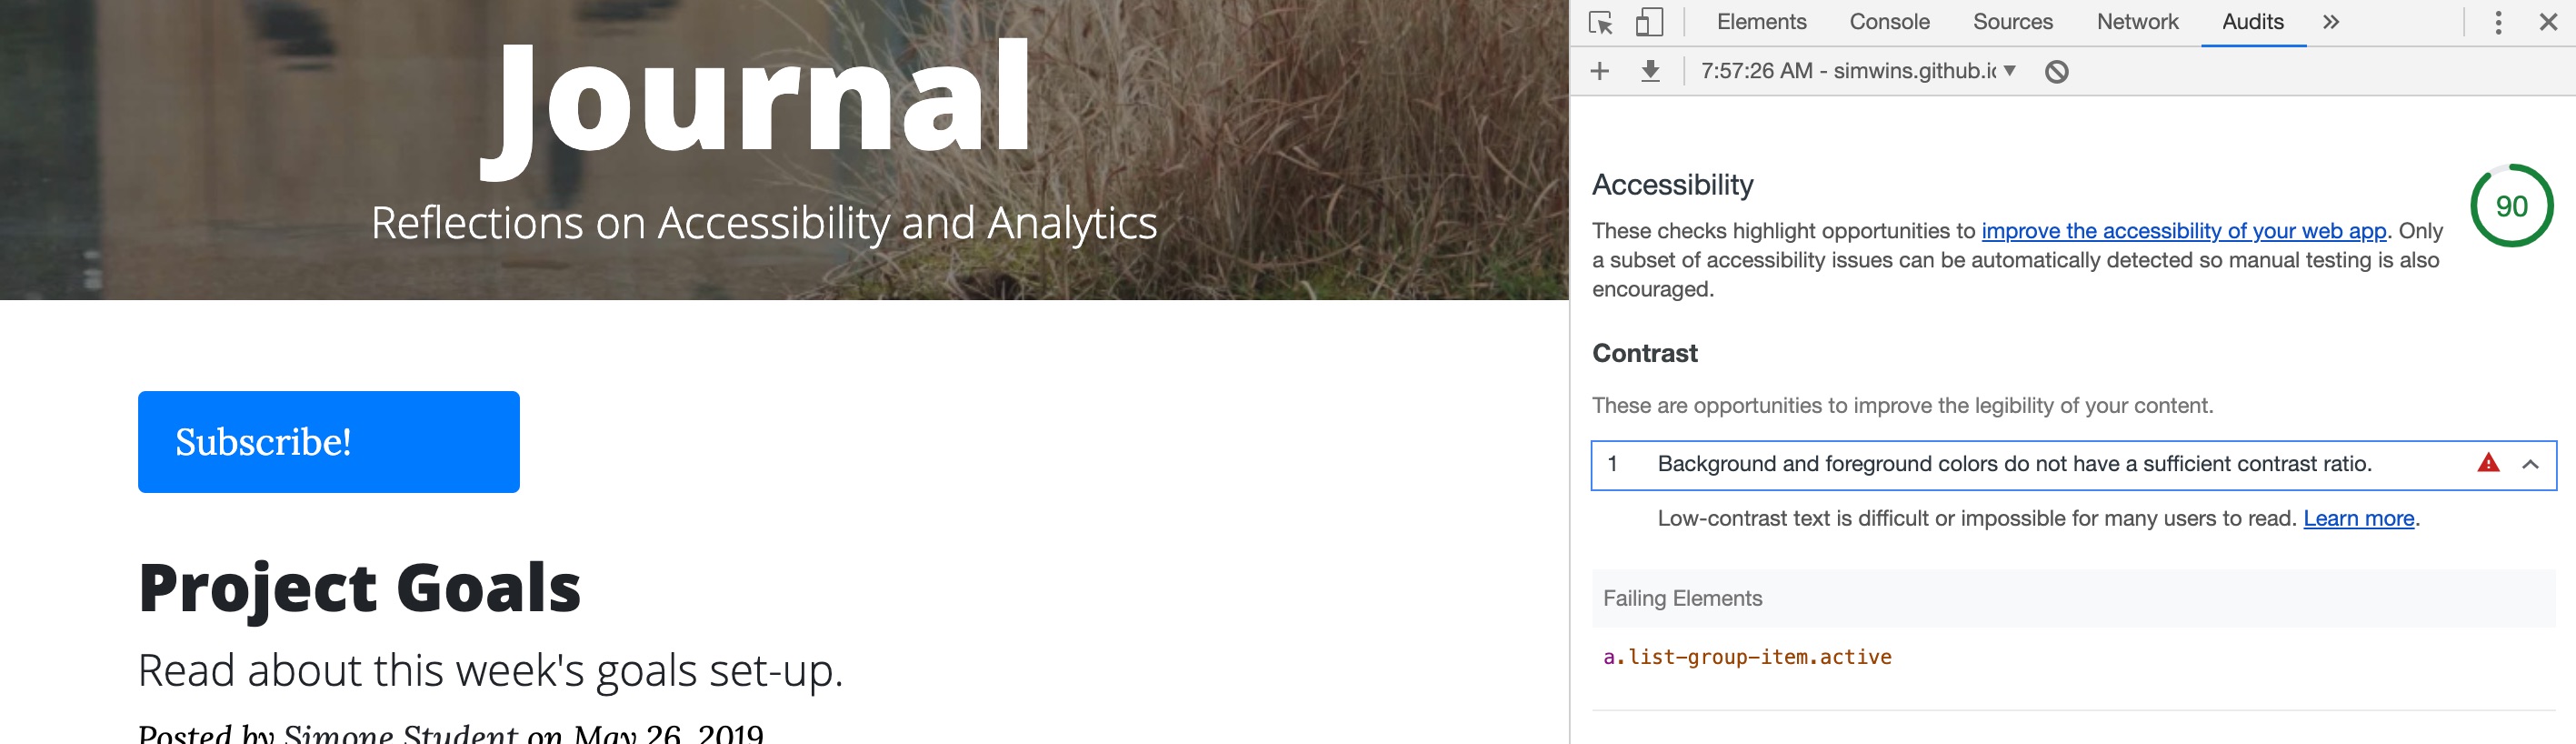 Journal
Reflections on Accessibility and Analytics
Subscribe!
Project Goals
Read about this week's goals set-up.
Posted by Simone Student on May 26, 2019
Elements Console Sources Network Audits
7:57:26 AM - simwins.github.ic
Accessibility
90
These checks highlight opportunities to improve the accessibility of your web app. Only
a subset of accessibility issues can be automatically detected so manual testing is also
encouraged.
Contrast
These are opportunities to improve the legibility of your content.
1 Background and foreground colors do not have a sufficient contrast ratio.
Low-contrast text is difficult or impossible for many users to read. Learn more.
Failing Elements
a.list-group-item.active